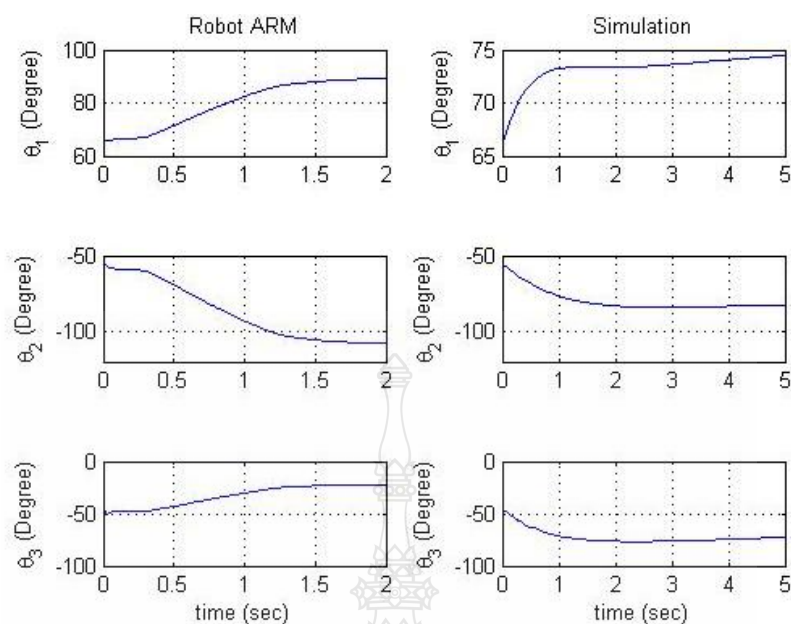 Robot ARM
Simulation
θ1 (Degree)
100
80
60
0 0.5 1 1.5 2
θ1 (Degree)
75
70
65
0 1 2 3 4 5
θ2 (Degree)
-50
-100
0 0.5 1 1.5 2
θ2 (Degree)
-50
-100
0 1 2 3 4 5
θ3 (Degree)
0
-50
-100
0 0.5 1 1.5 2
time (sec)
θ3 (Degree)
0
-50
-100
0 1 2 3 4 5
time (sec)